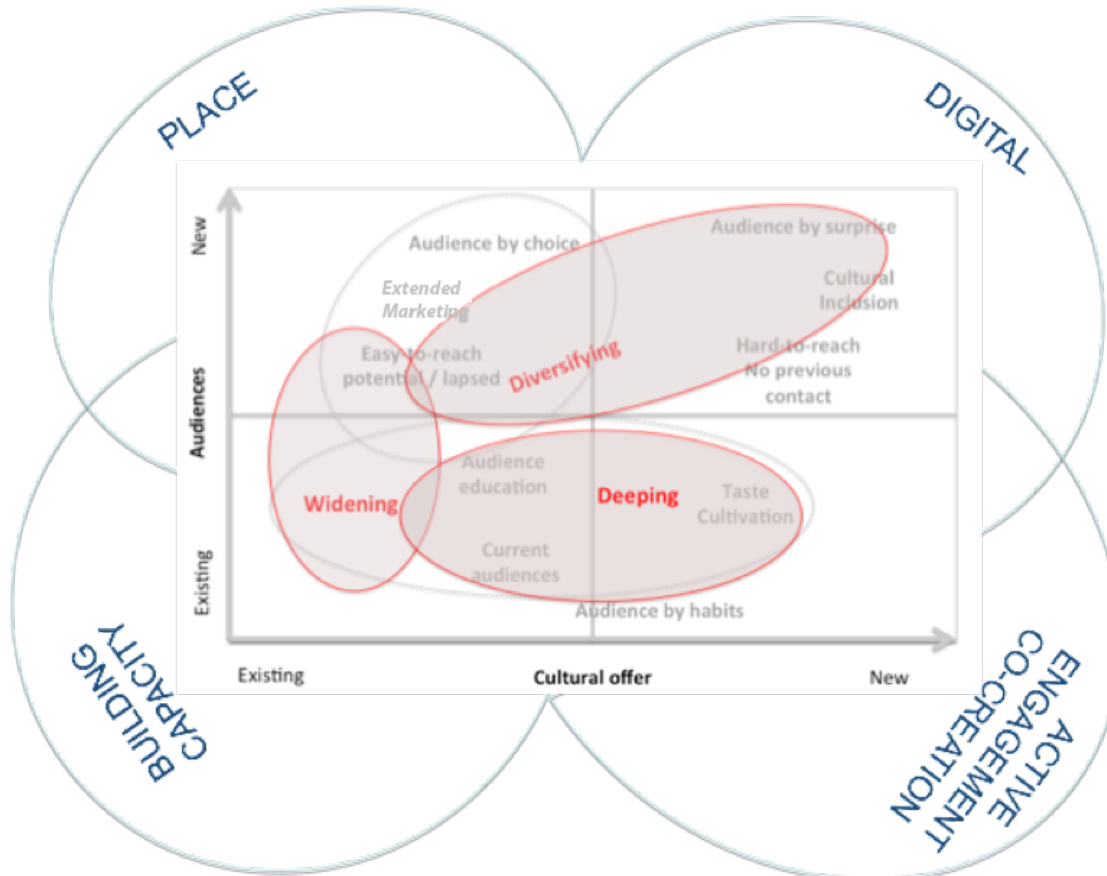 PLACE
DIGITAL
New
Audience by choice
Audience by surprise
Extended
Marketing
Cultural
Inclusion
Easy-to-reach
potential / lapsed
Diversifying
Hard-to-reach
No previous
contact
Audiences
Audience
education
Widening
Deeping
Taste
Cultivation
Current
audiences
Existing
Audience by habits
Existing
Cultural offer
New
BUILDING
CAPACITY
ACTIVE
ENGAGEMENT
CO-CREATION